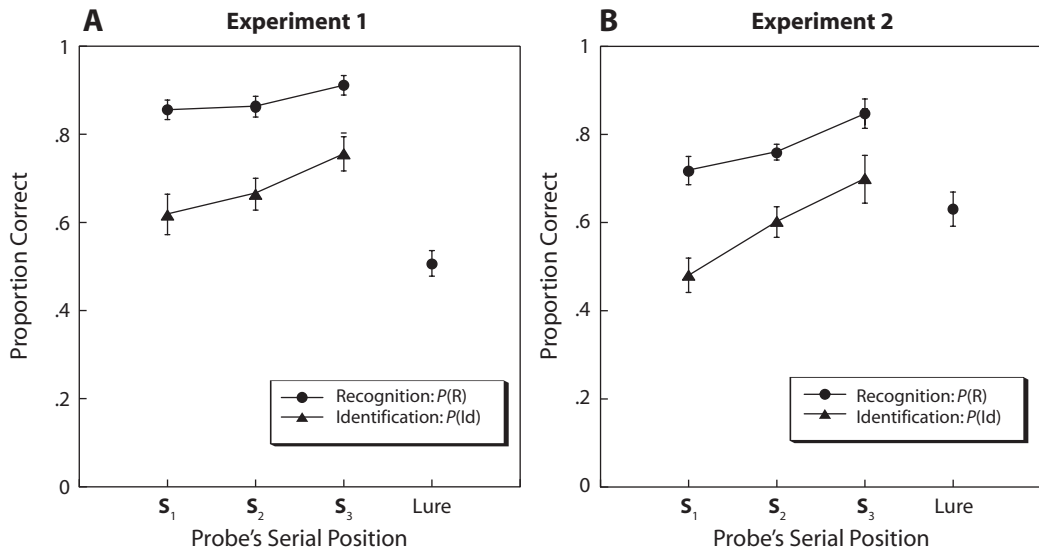 A Experiment 1
Proportion Correct
1
.8
.6
.4
.2
0
Recognition: P(R)
Identification: P(Id)
S1 S2 S3 Lure
Probe's Serial Position
B Experiment 2
Proportion Correct
1
.8
.6
.4
.2
0
Recognition: P(R)
Identification: P(Id)
S1 S2 S3 Lure
Probe's Serial Position